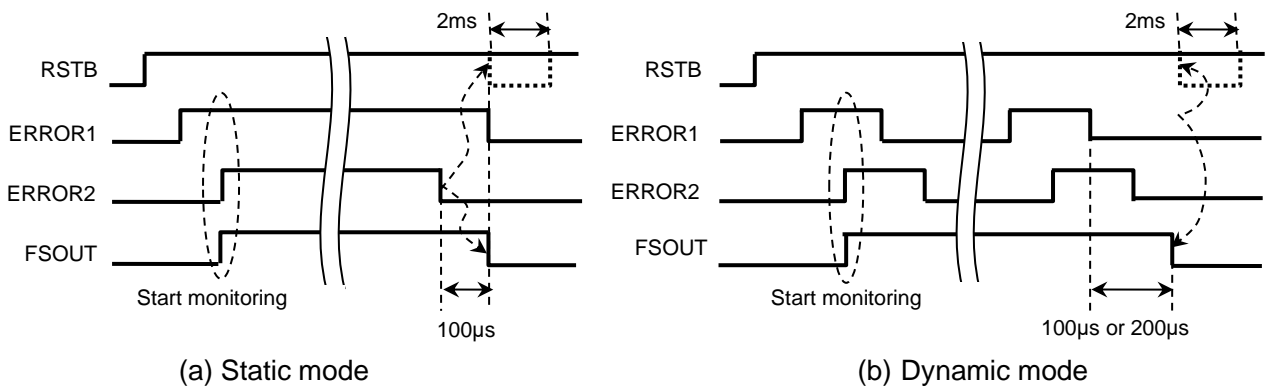 2ms
RSTB
ERROR1
ERROR2
FSOUT
Start monitoring
100µs
(a) Static mode
2ms
RSTB
ERROR1
ERROR2
FSOUT
Start monitoring
100µs or 200µs
(b) Dynamic mode